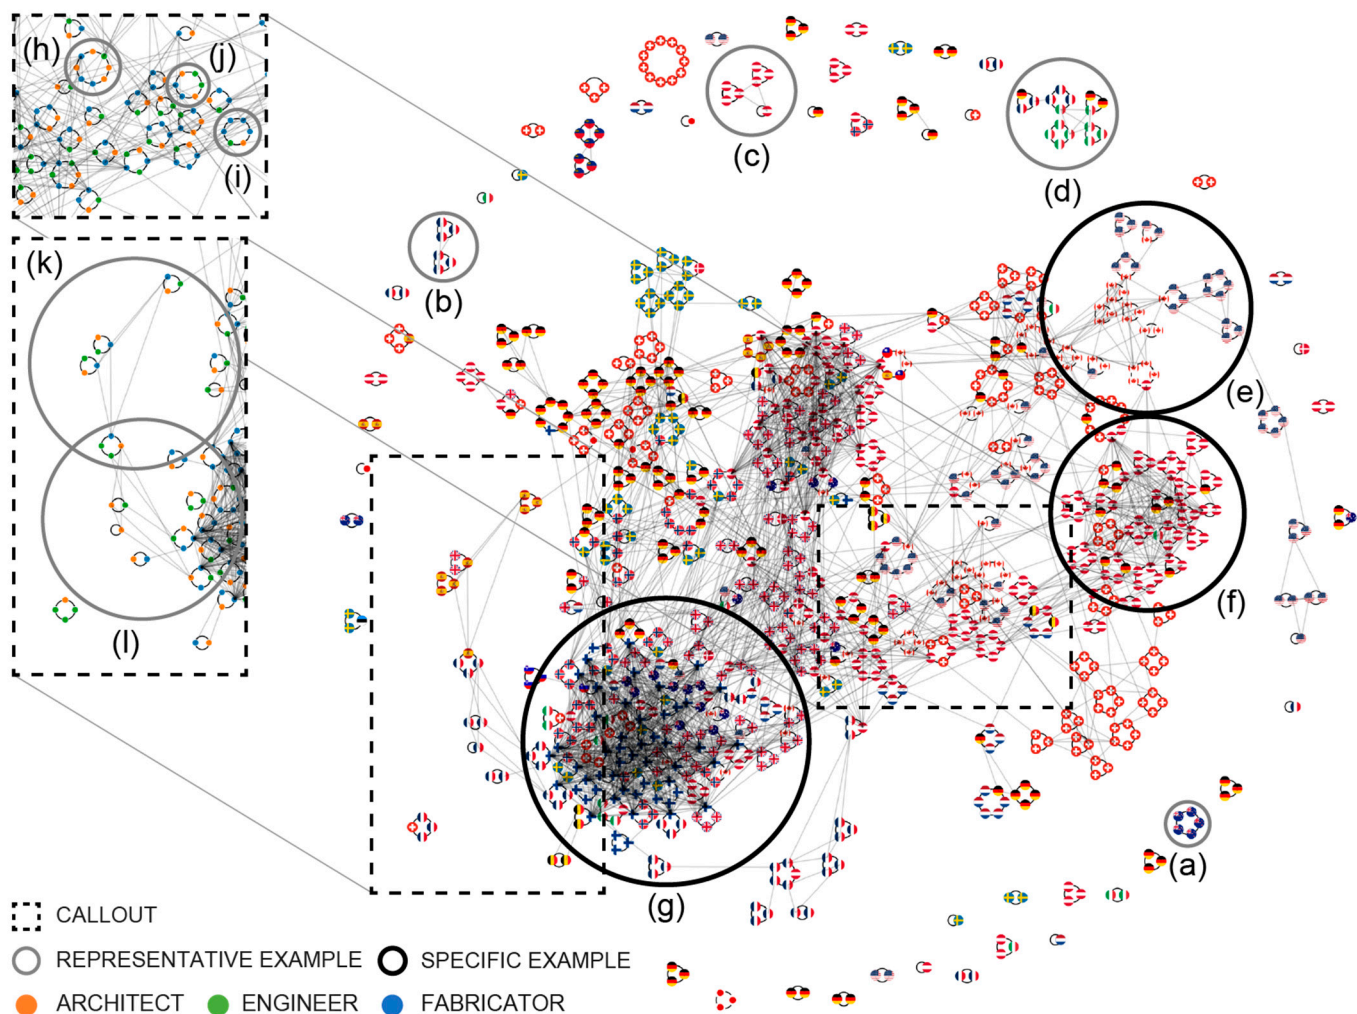 (h)
(j)
(i)
(k)
(l)
(c)
(d)
(b)
(e)
(f)
(a)
(g)
CALLOUT
REPRESENTATIVE EXAMPLE
SPECIFIC EXAMPLE
ARCHITECT
ENGINEER
FABRICATOR